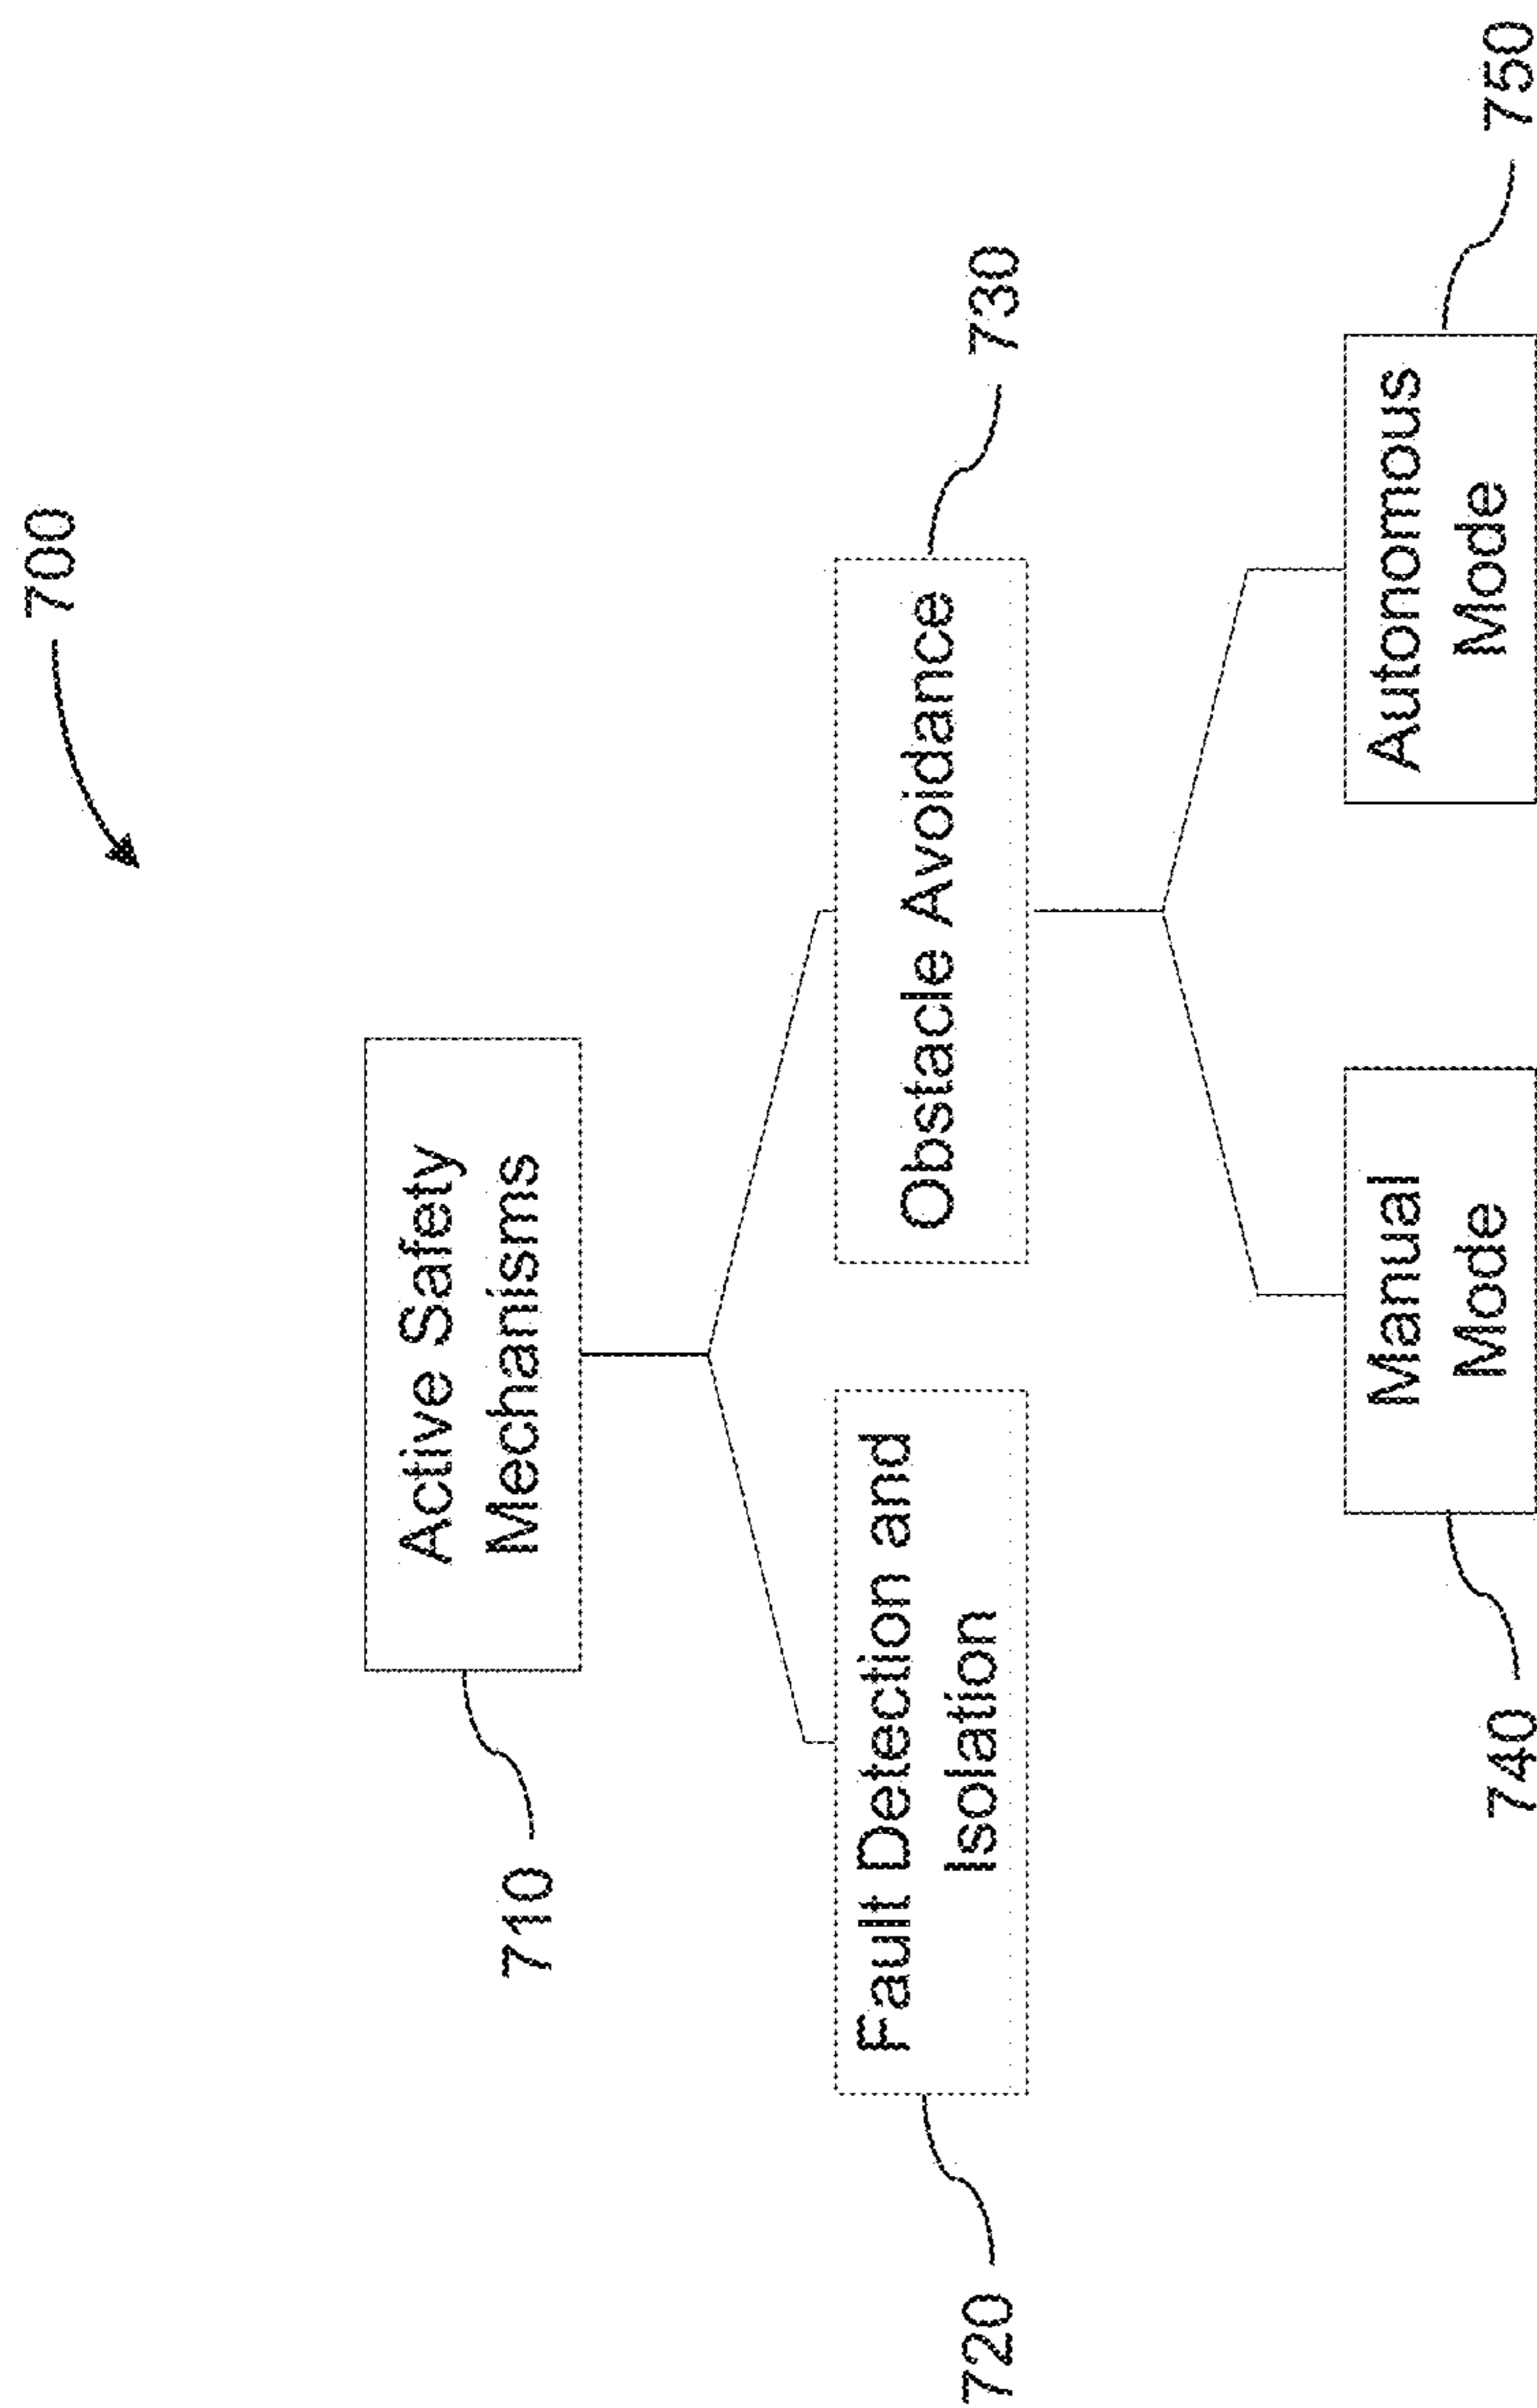 700
Active Safety
Mechanisms
710
Fault Detection and
Isolation
720
Obstacle Avoidance
730
Manual
Mode
740
Autonomous
Mode
750